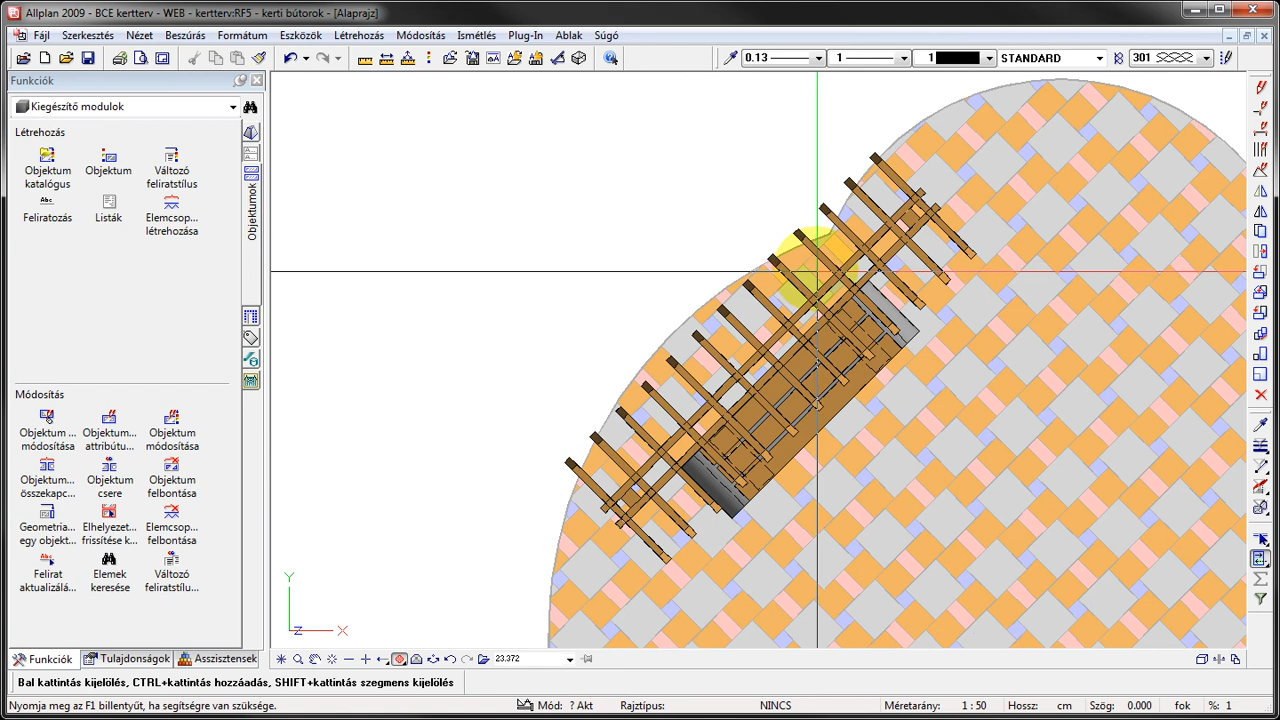 Allplan 2009 - BCE kertterv - WEB - kertterv:RF5 - kerti bútorok - [Alaprajz]
Fájl Szerkesztés Nézet Beszúrás Formátum Eszközök Létrehozás Módosítás Ismétlés Plug-In Ablak Súgó
0.13 1 1 STANDARD 301
Funkciók
Kiegészítő modulok
Létrehozás
Objektum katalógus
Objektum
Változó feliratstílus
Abc
Feliratozás
Listák
Elemcsop... létrehozása
Objektumok
Módosítás
Objektum ... módosítása
Objektum... attribútu...
Objektum módosítása
Objektum... összekapc...
Objektum csere
Objektum felbontása
Geometria... egy objekt...
Elhelyezet... frissítése k...
Elemcsop... felbontása
Abc
Felirat aktualizálá...
Elemek keresése
Változó feliratstílu...
Y
Z X
Funkciók Tulajdonságok Asszisztensek
23.372
Bal kattintás kijelölés, CTRL+kattintás hozzáadás, SHIFT+kattintás szegmens kijelölés
Nyomja meg az F1 billentyűt, ha segítségre van szüksége. Mód: ? Akt Rajztípus: NINCS Méretarány: 1 : 50 Hossz: cm Szög: 0.000 fok %: 1